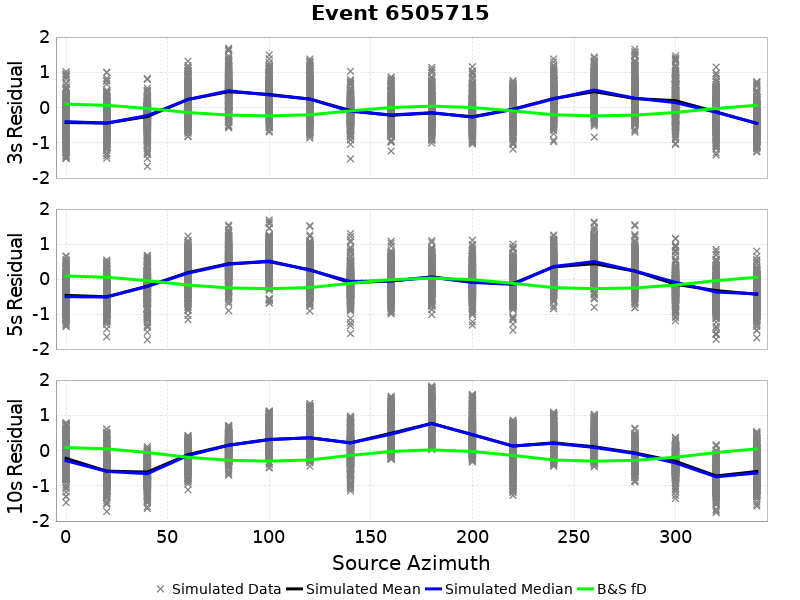 Event 6505715
3s Residual
2
1
0
-1
-2
5s Residual
2
1
0
-1
-2
10s Residual
2
1
0
-1
-2
0 50 100 150 200 250 300
Source Azimuth
Simulated Data Simulated Mean Simulated Median B&S fD